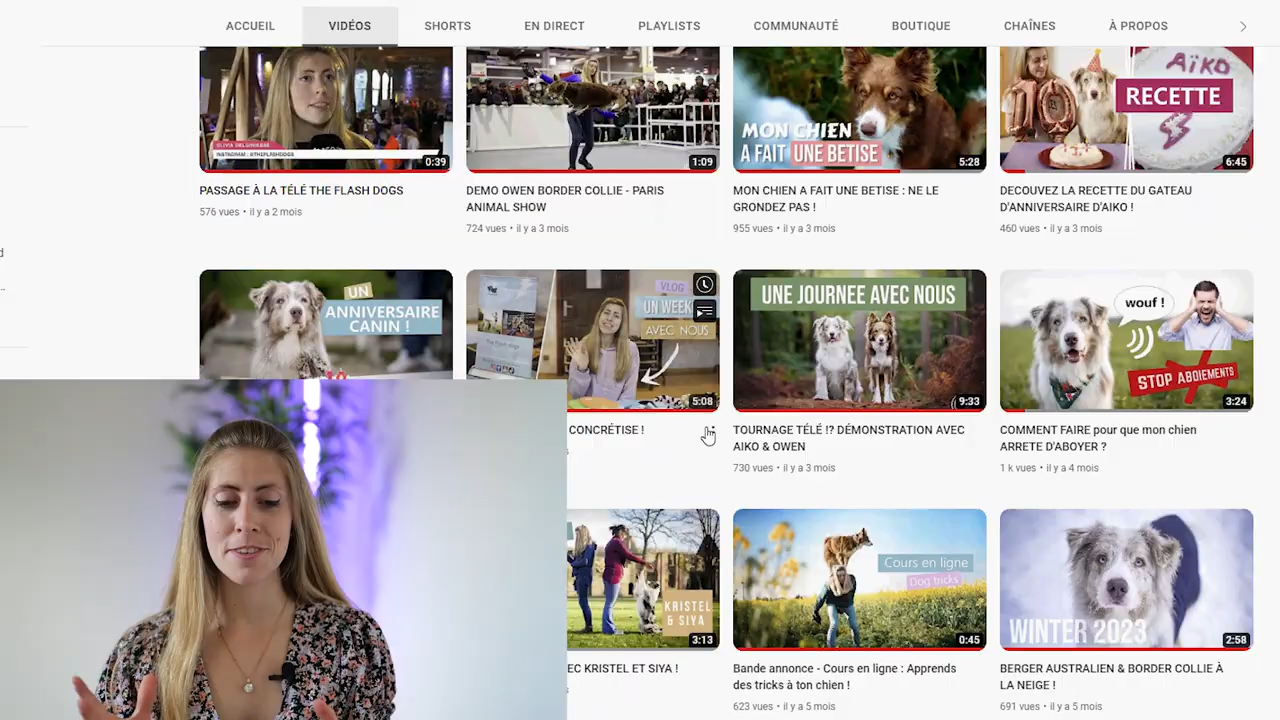 ACCUEIL VIDÉOS SHORTS EN DIRECT PLAYLISTS COMMUNAUTÉ BOUTIQUE CHAÎNES À PROPOS
INSTAGRAM : @THEFLASHDOGS
0:39
1:09
MON CHIEN
A FAIT UNE BETISE
5:28
10
AÏKO
RECETTE
6:45
PASSAGE À LA TÉLÉ THE FLASH DOGS
576 vues • il y a 2 mois
DEMO OWEN BORDER COLLIE - PARIS
ANIMAL SHOW
724 vues • il y a 3 mois
MON CHIEN A FAIT UNE BETISE : NE LE
GRONDEZ PAS !
955 vues • il y a 3 mois
DECOUVEZ LA RECETTE DU GATEAU
D'ANNIVERSAIRE D'AIKO !
460 vues • il y a 3 mois
UN
ANNIVERSAIRE
CANIN !
VLOG
UN WEEK
AVEC NOUS
5:08
UNE JOURNEE AVEC NOUS
9:33
wouf !
STOP ABOIEMENTS
3:24
CONCRÉTISE !
TOURNAGE TÉLÉ !? DÉMONSTRATION AVEC
AIKO & OWEN
730 vues • il y a 3 mois
COMMENT FAIRE pour que mon chien
ARRETE D'ABOYER ?
1 k vues • il y a 4 mois
KRISTEL
& SIYA
3:13
Cours en ligne
Dog tricks
0:45
WINTER 2023
2:58
EC KRISTEL ET SIYA !
Bande annonce - Cours en ligne : Apprends
des tricks à ton chien !
623 vues • il y a 5 mois
BERGER AUSTRALIEN & BORDER COLLIE À
LA NEIGE !
691 vues • il y a 5 mois